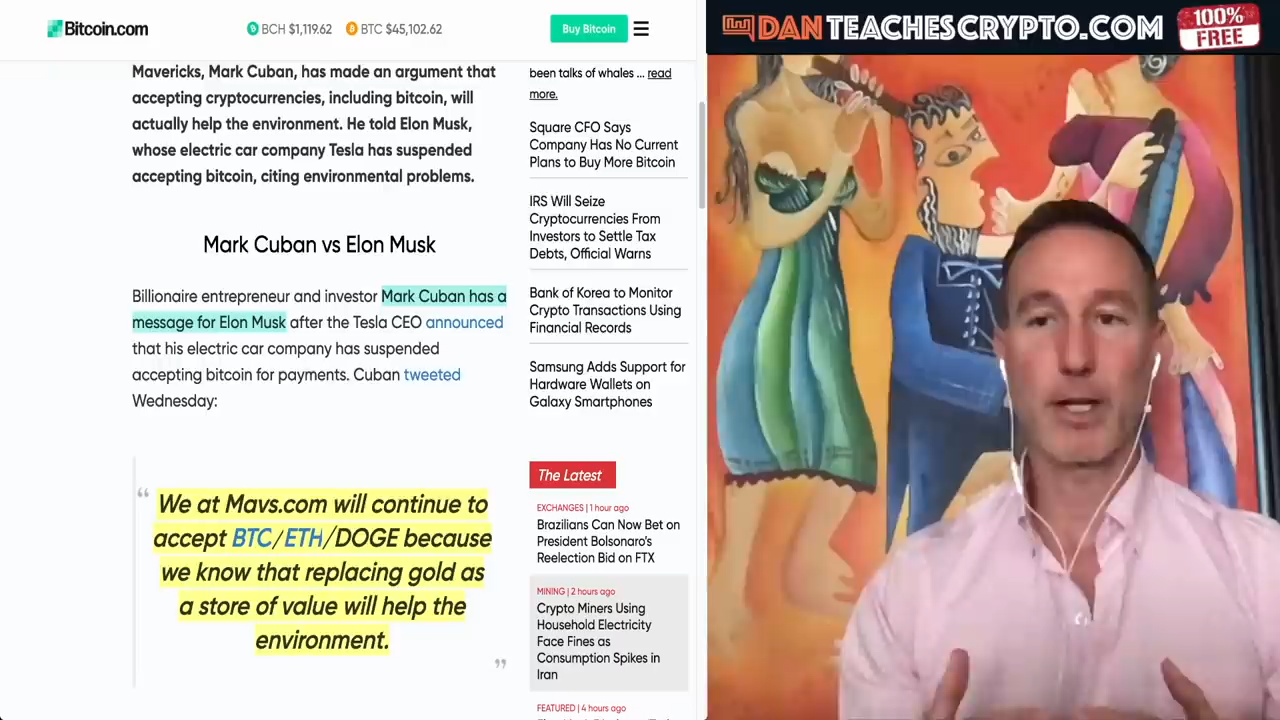 Bitcoin.com
BCH $1,119.62
BTC $45,102.62
Buy Bitcoin
Mavericks, Mark Cuban, has made an argument that
accepting cryptocurrencies, including bitcoin, will
actually help the environment. He told Elon Musk,
whose electric car company Tesla has suspended
accepting bitcoin, citing environmental problems.
Mark Cuban vs Elon Musk
Billionaire entrepreneur and investor Mark Cuban has a
message for Elon Musk after the Tesla CEO announced
that his electric car company has suspended
accepting bitcoin for payments. Cuban tweeted
Wednesday:
“ We at Mavs.com will continue to
accept BTC/ETH/DOGE because
we know that replacing gold as
a store of value will help the
environment.
”
been talks of whales ... read
more.
Square CFO Says
Company Has No Current
Plans to Buy More Bitcoin
IRS Will Seize
Cryptocurrencies From
Investors to Settle Tax
Debts, Official Warns
Bank of Korea to Monitor
Crypto Transactions Using
Financial Records
Samsung Adds Support for
Hardware Wallets on
Galaxy Smartphones
The Latest
EXCHANGES | 1 hour ago
Brazilians Can Now Bet on
President Bolsonaro's
Reelection Bid on FTX
MINING | 2 hours ago
Crypto Miners Using
Household Electricity
Face Fines as
Consumption Spikes in
Iran
FEATURED | 4 hours ago
DANTEACHESCRYPTO.COM
100%
FREE